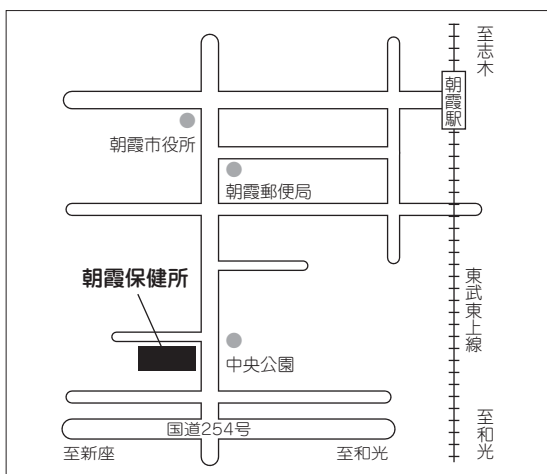 至志木
朝霞駅
朝霞市役所
朝霞郵便局
朝霞保健所
東武東上線
中央公園
国道254号
至新座
至和光
至和光